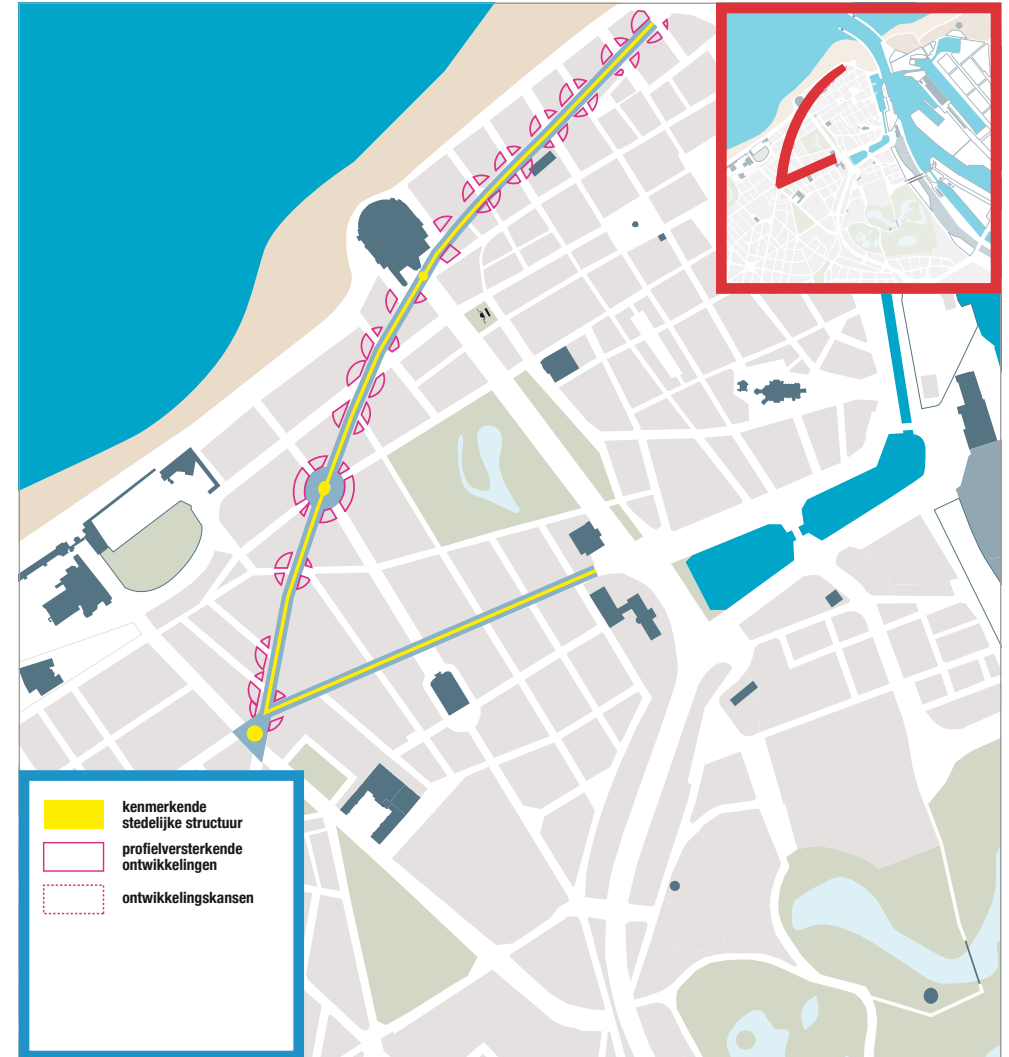 kenmerkende
stedelijke structuur
profielversterkende
ontwikkelingen
ontwikkelingskansen